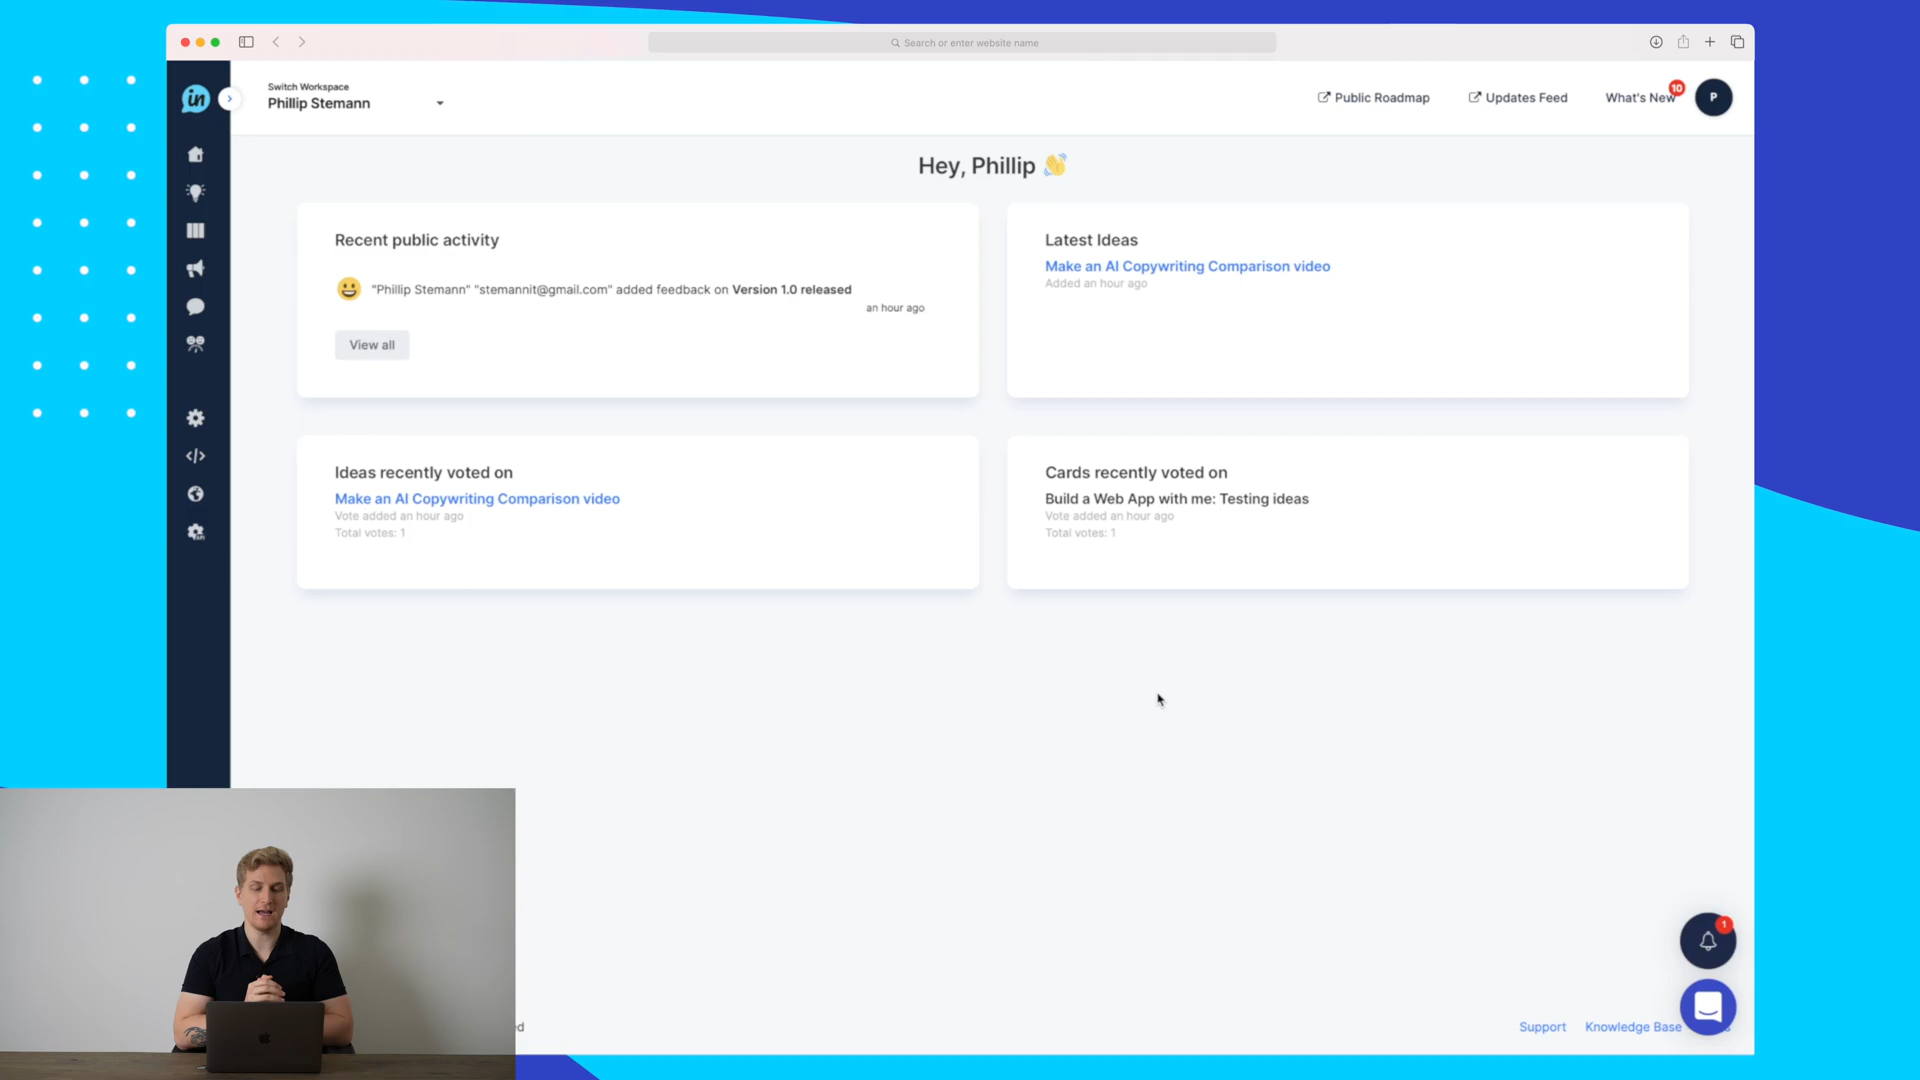 Search or enter website name
in
Switch Workspace
Phillip Stemann
Public Roadmap
Updates Feed
What's New
10
P
Hey, Phillip 👋
Recent public activity
"Phillip Stemann" "stemannit@gmail.com" added feedback on Version 1.0 released
an hour ago
View all
Latest Ideas
Make an AI Copywriting Comparison video
Added an hour ago
Ideas recently voted on
Make an AI Copywriting Comparison video
Vote added an hour ago
Total votes: 1
Cards recently voted on
Build a Web App with me: Testing ideas
Vote added an hour ago
Total votes: 1
API
1
Support
Knowledge Base